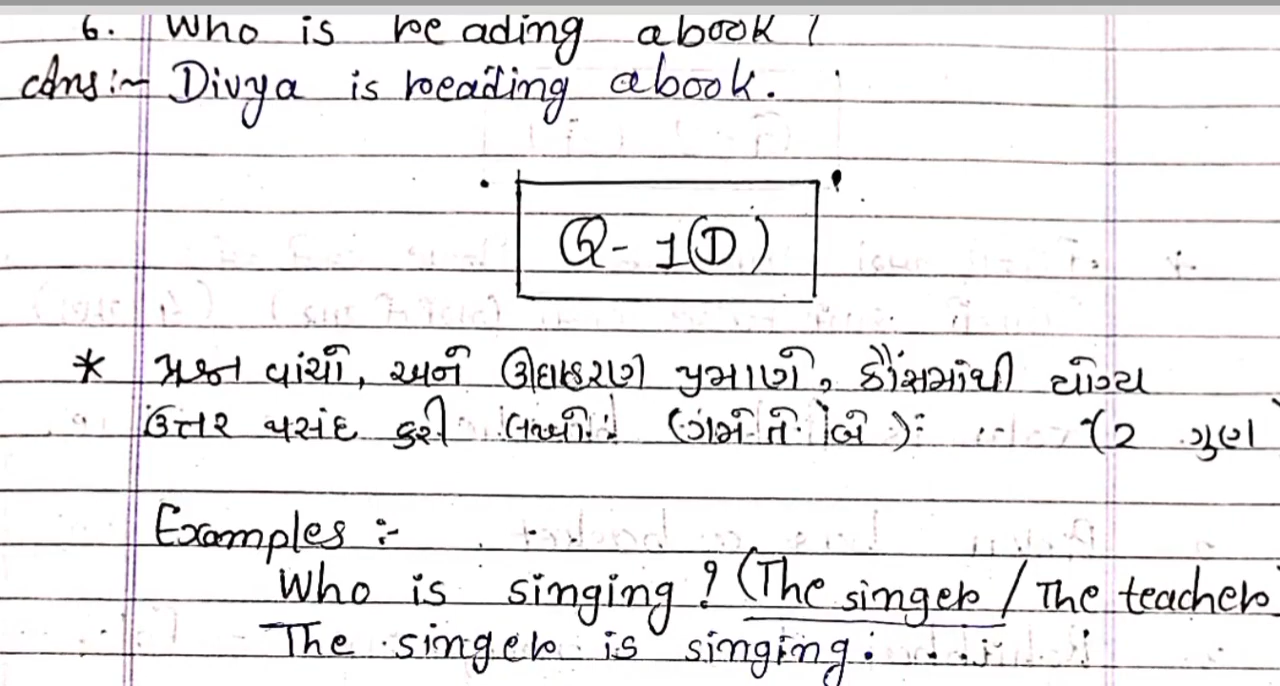 6. Who is reading a book ?
Ans:- Divya is reading a book.
Q- 1(D)
* પ્રશ્ન વાંચો, અને ઊદાહરણ પ્રમાણે, કૌંસમાંથી યોગ્ય
ઉત્તર પસંદ કરી લખો: (ગમે તે બે): (2 ગુણ
Examples :-
Who is singing ? (The singer / The teacher
The singer is singing.